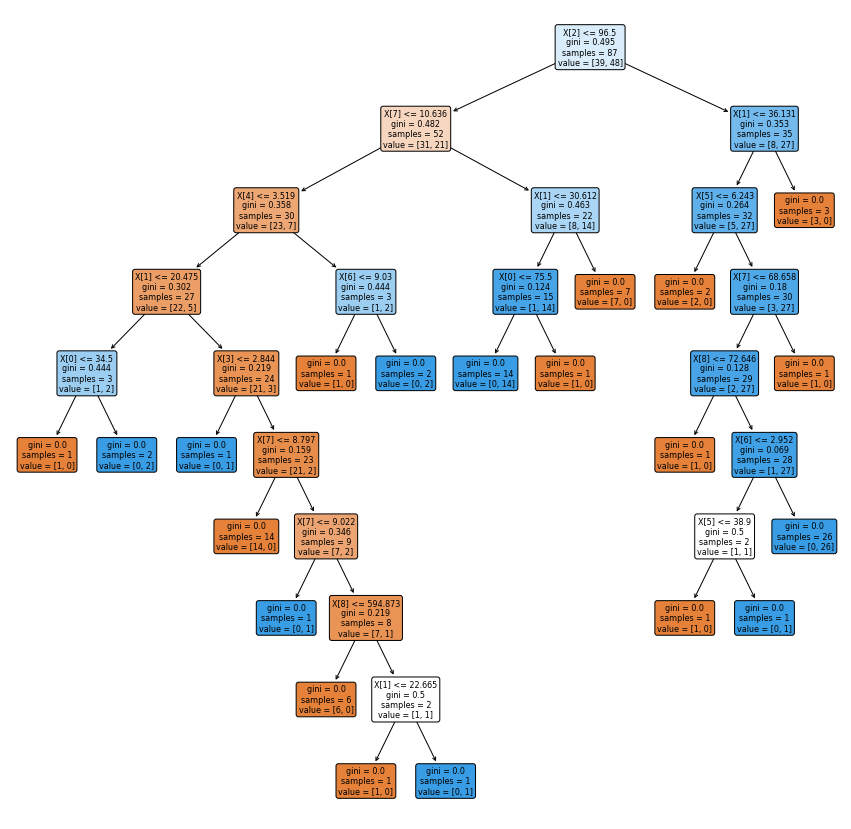 X[2] <= 96.5
gini = 0.495
samples = 87
value = [39, 48]
X[7] <= 10.636
gini = 0.482
samples = 52
value = [31, 21]
X[1] <= 36.131
gini = 0.353
samples = 35
value = [8, 27]
X[4] <= 3.519
gini = 0.358
samples = 30
value = [23, 7]
X[1] <= 30.612
gini = 0.463
samples = 22
value = [8, 14]
X[5] <= 6.243
gini = 0.264
samples = 32
value = [5, 27]
gini = 0.0
samples = 3
value = [3, 0]
X[1] <= 20.475
gini = 0.302
samples = 27
value = [22, 5]
X[6] <= 9.03
gini = 0.444
samples = 3
value = [1, 2]
X[0] <= 75.5
gini = 0.124
samples = 15
value = [1, 14]
gini = 0.0
samples = 7
value = [7, 0]
gini = 0.0
samples = 2
value = [2, 0]
X[7] <= 68.658
gini = 0.18
samples = 30
value = [3, 27]
X[0] <= 34.5
gini = 0.444
samples = 3
value = [1, 2]
X[3] <= 2.844
gini = 0.219
samples = 24
value = [21, 3]
gini = 0.0
samples = 1
value = [1, 0]
gini = 0.0
samples = 2
value = [0, 2]
gini = 0.0
samples = 14
value = [0, 14]
gini = 0.0
samples = 1
value = [1, 0]
X[8] <= 72.646
gini = 0.128
samples = 29
value = [2, 27]
gini = 0.0
samples = 1
value = [1, 0]
gini = 0.0
samples = 1
value = [1, 0]
gini = 0.0
samples = 2
value = [0, 2]
gini = 0.0
samples = 1
value = [0, 1]
X[7] <= 8.797
gini = 0.159
samples = 23
value = [21, 2]
gini = 0.0
samples = 1
value = [1, 0]
X[6] <= 2.952
gini = 0.069
samples = 28
value = [1, 27]
gini = 0.0
samples = 14
value = [14, 0]
X[7] <= 9.022
gini = 0.346
samples = 9
value = [7, 2]
X[5] <= 38.9
gini = 0.5
samples = 2
value = [1, 1]
gini = 0.0
samples = 26
value = [0, 26]
gini = 0.0
samples = 1
value = [0, 1]
X[8] <= 594.873
gini = 0.219
samples = 8
value = [7, 1]
gini = 0.0
samples = 1
value = [1, 0]
gini = 0.0
samples = 1
value = [0, 1]
gini = 0.0
samples = 6
value = [6, 0]
X[1] <= 22.665
gini = 0.5
samples = 2
value = [1, 1]
gini = 0.0
samples = 1
value = [1, 0]
gini = 0.0
samples = 1
value = [0, 1]